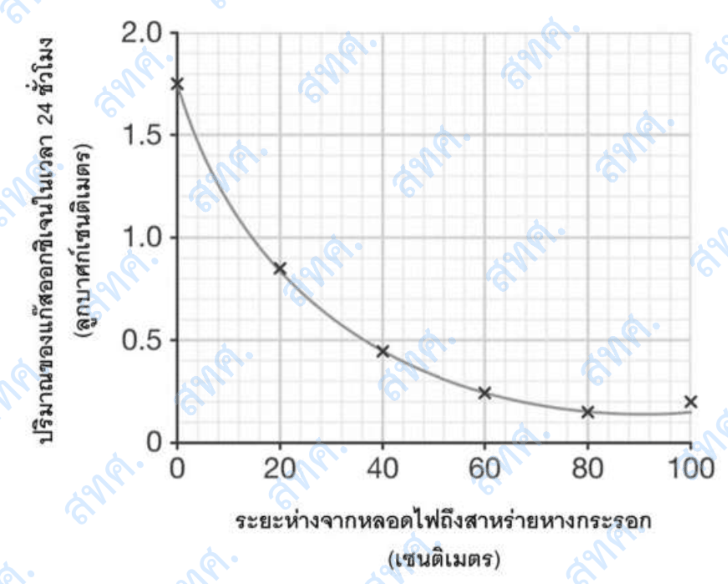 ปริมาณของแก๊สออกซิเจนในเวลา 24 ชั่วโมง
(ลูกบาศก์เซนติเมตร)
2.0
1.5
1.0
0.5
0
0 20 40 60 80 100
ระยะห่างจากหลอดไฟถึงสาหร่ายหางกระรอก
(เซนติเมตร)
สทศ.